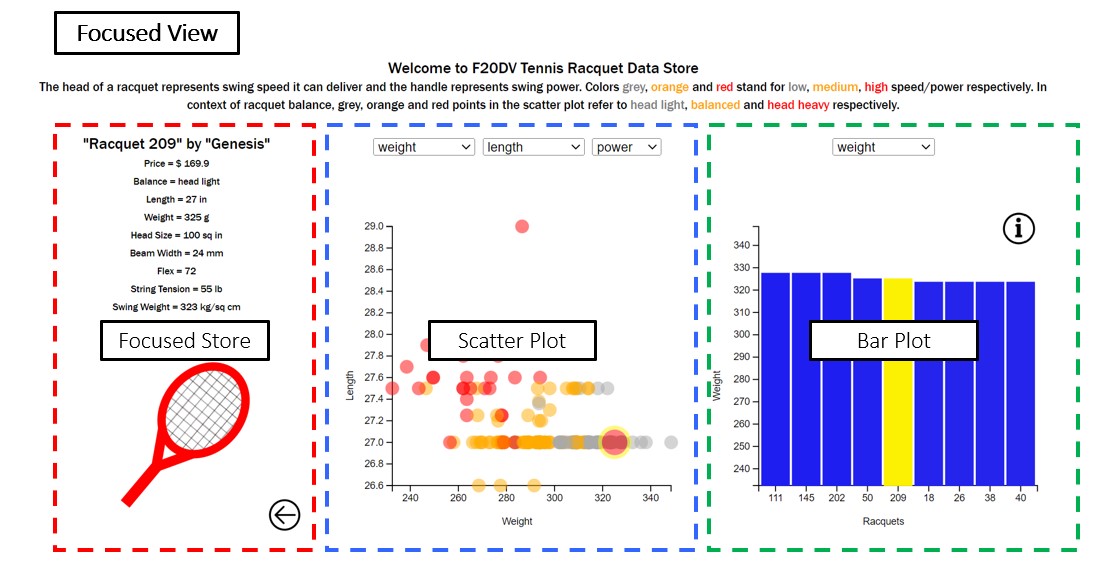 Focused View
Welcome to F20DV Tennis Racquet Data Store
The head of a racquet represents swing speed it can deliver and the handle represents swing power. Colors grey, orange and red stand for low, medium, high speed/power respectively. In
context of racquet balance, grey, orange and red points in the scatter plot refer to head light, balanced and head heavy respectively.
"Racquet 209" by "Genesis"
Price = $ 169.9
Balance = head light
Length = 27 in
Weight = 325 g
Head Size = 100 sq in
Beam Width = 24 mm
Flex = 72
String Tension = 55 lb
Swing Weight = 323 kg/sq cm
Focused Store
weight
length
power
29.0
28.8
28.6
28.4
28.2
28.0
27.8
27.6
27.4
27.2
27.0
26.8
26.6
Length
Scatter Plot
240 260 280 300 320 340
Weight
weight
i
340
330
320
310
300
290
280
270
260
250
240
Weight
Bar Plot
111 145 202 50 209 18 26 38 40
Racquets